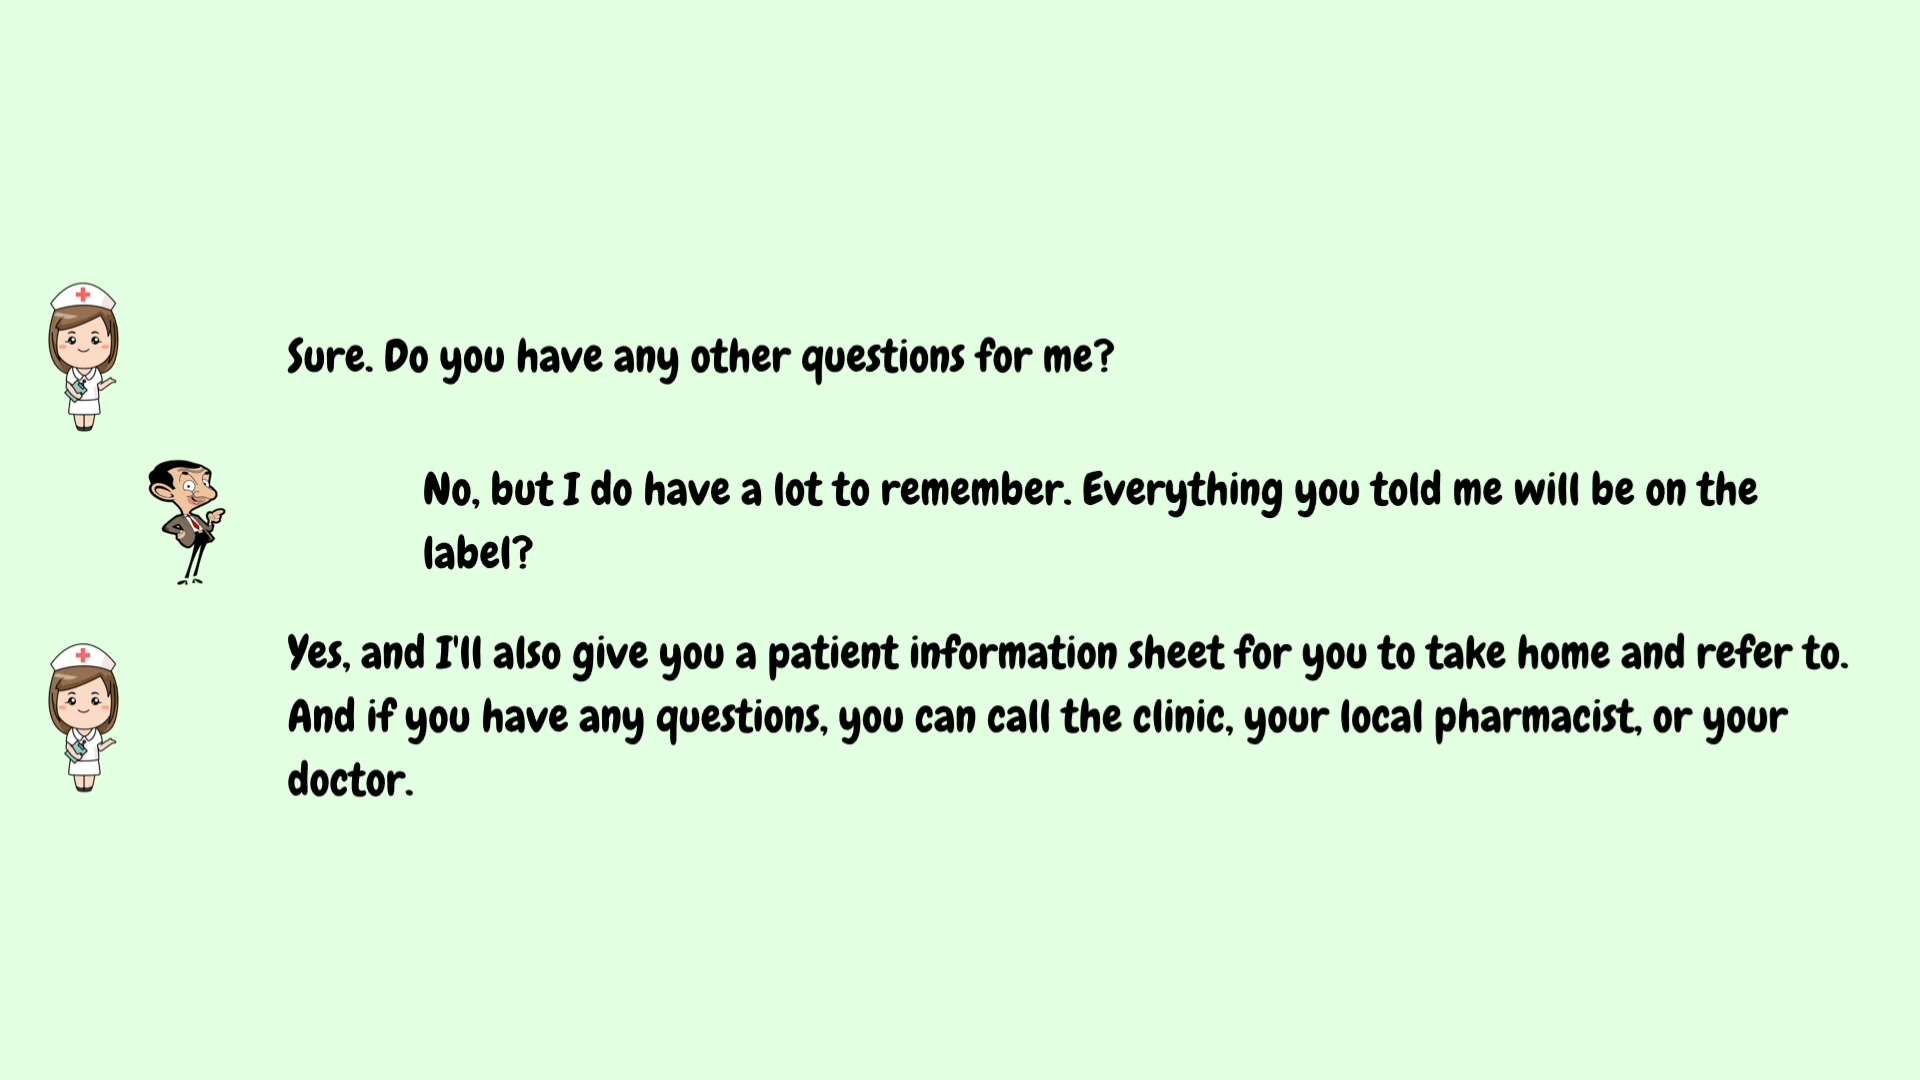 Sure. Do you have any other questions for me?
No, but I do have a lot to remember. Everything you told me will be on the
label?
Yes, and I'll also give you a patient information sheet for you to take home and refer to.
And if you have any questions, you can call the clinic, your local pharmacist, or your
doctor.